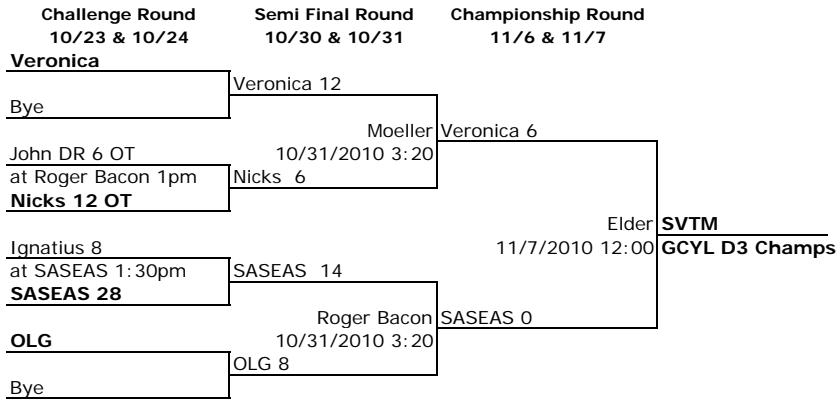 Challenge Round Semi Final Round Championship Round
10/23 & 10/24 10/30 & 10/31 11/6 & 11/7
Veronica
Veronica 12
Bye
Moeller Veronica 6
John DR 6 OT 10/31/2010 3:20
at Roger Bacon 1pm Nicks 6
Nicks 12 OT
Elder SVTM
Ignatius 8 11/7/2010 12:00 GCYL D3 Champs
at SASEAS 1:30pm SASEAS 14
SASEAS 28
Roger Bacon SASEAS 0
OLG 10/31/2010 3:20
OLG 8
Bye